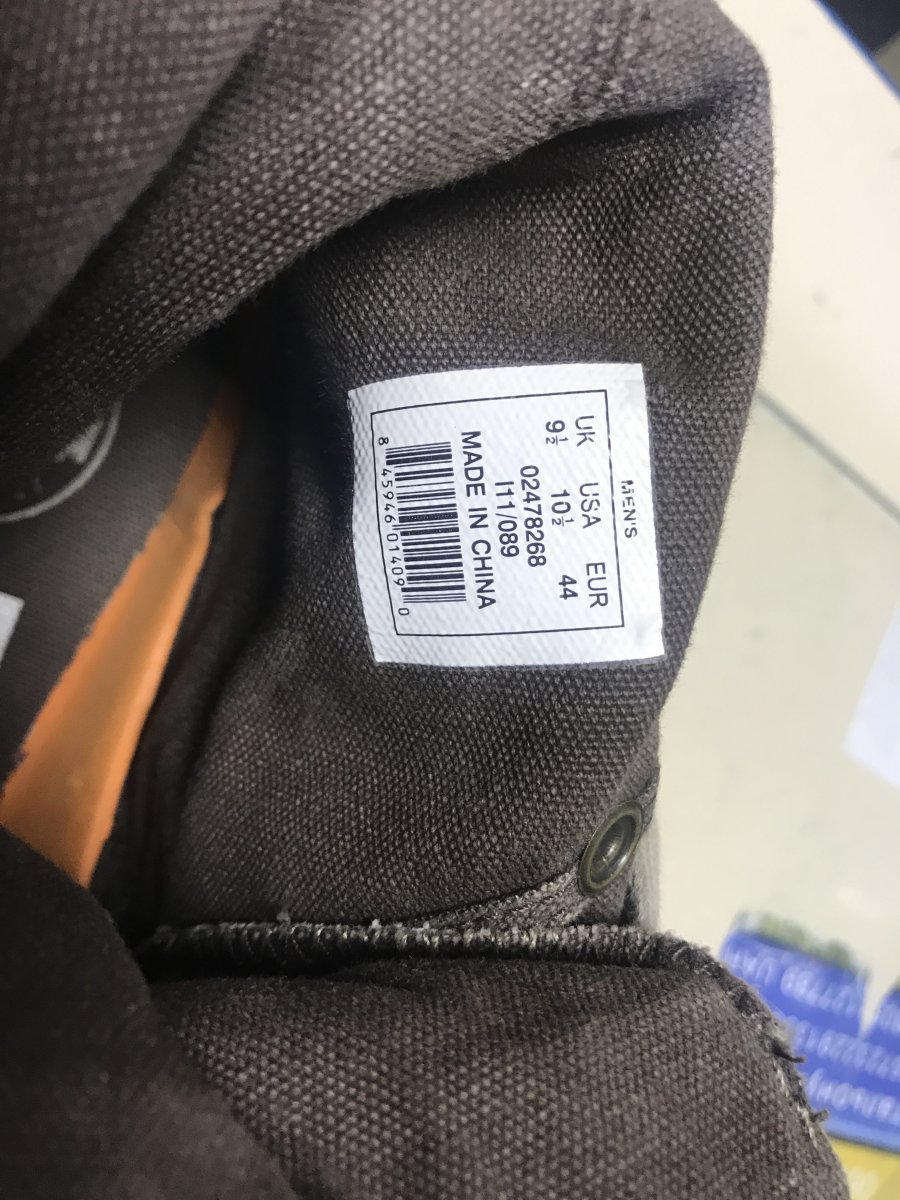 MEN'S
UK USA EUR
9½ 10½ 44
02478268
I11/089
MADE IN CHINA
8 45946 01409 0